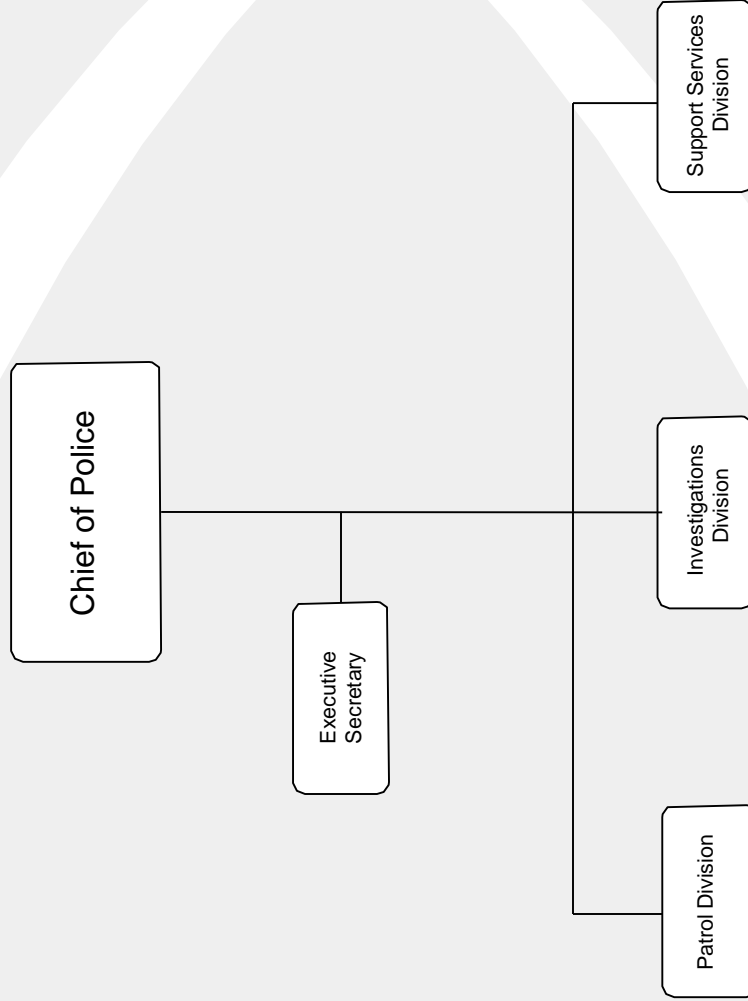 Chief of Police
Executive
Secretary
Patrol Division
Investigations
Division
Support Services
Division